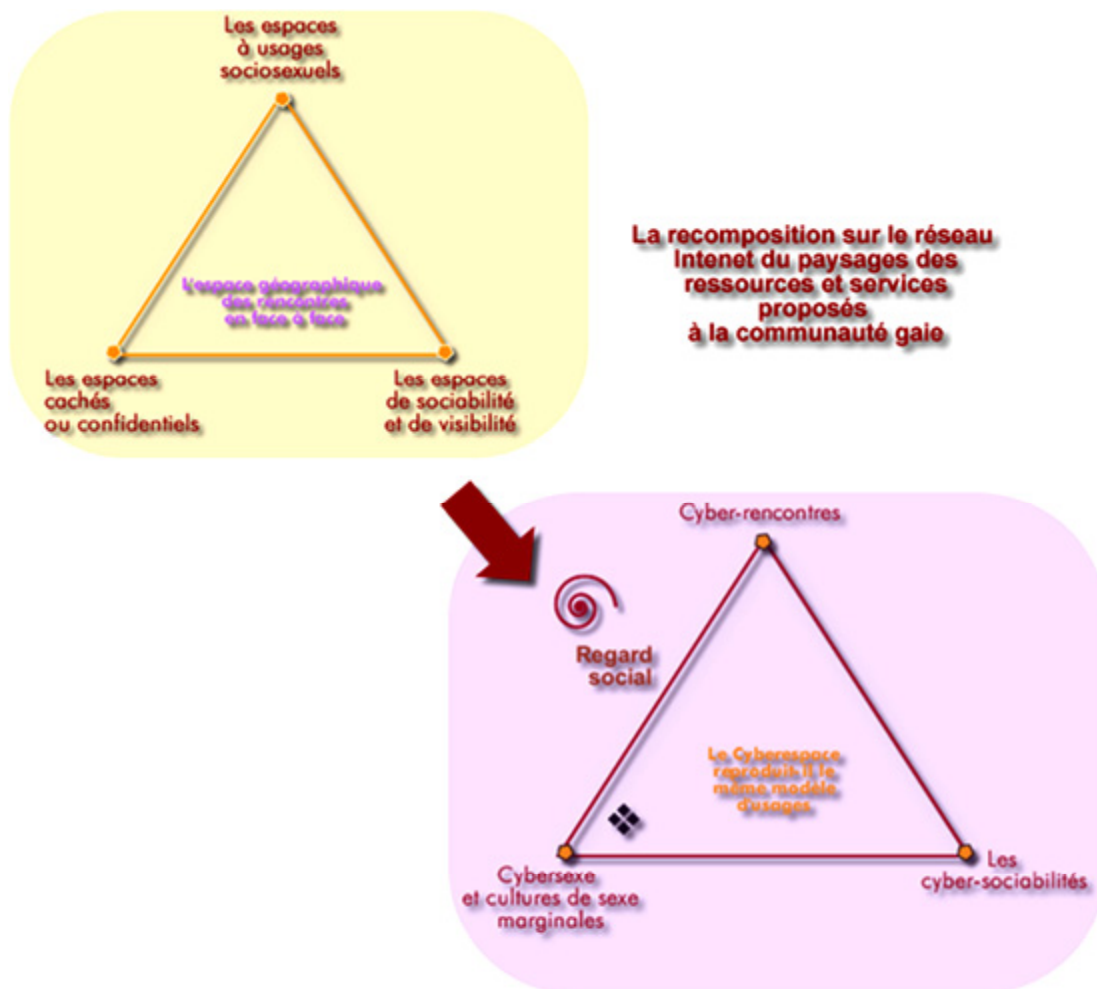 Les espaces
à usages
sociosexuels
L'espace géographique
des rencontres
en face à face
Les espaces
cachés
ou confidentiels
Les espaces
de sociabilité
et de visibilité
La recomposition sur le réseau
Intenet du paysages des
ressources et services
proposés
à la communauté gaie
Cyber-rencontres
Regard
social
Le Cyberespace
reproduit-il le
même modèle
d'usages
Cybersexe
et cultures de sexe
marginales
Les
cyber-sociabilités